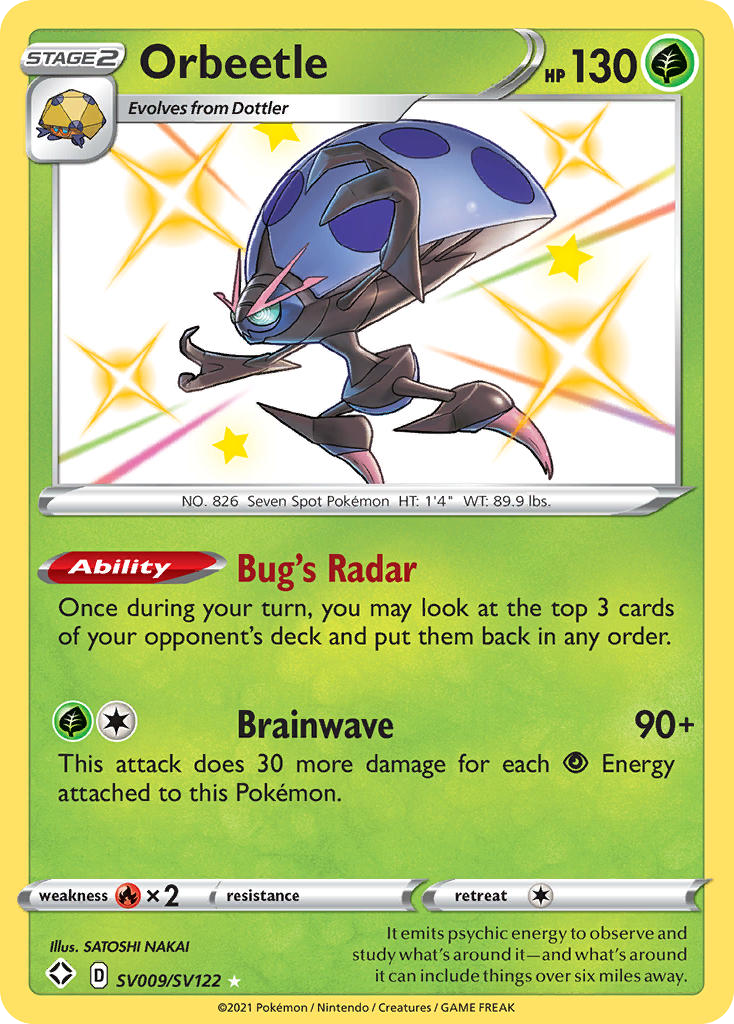 STAGE2
Orbeetle
HP 130
Evolves from Dottler
NO. 826 Seven Spot Pokémon HT: 1'4" WT: 89.9 lbs.
Ability
Bug's Radar
Once during your turn, you may look at the top 3 cards
of your opponent's deck and put them back in any order.
Brainwave 90+
This attack does 30 more damage for each Energy
attached to this Pokémon.
weakness ×2 resistance retreat
Illus. SATOSHI NAKAI
It emits psychic energy to observe and
study what's around it—and what's around
it can include things over six miles away.
D SV009/SV122
©2021 Pokémon / Nintendo / Creatures / GAME FREAK